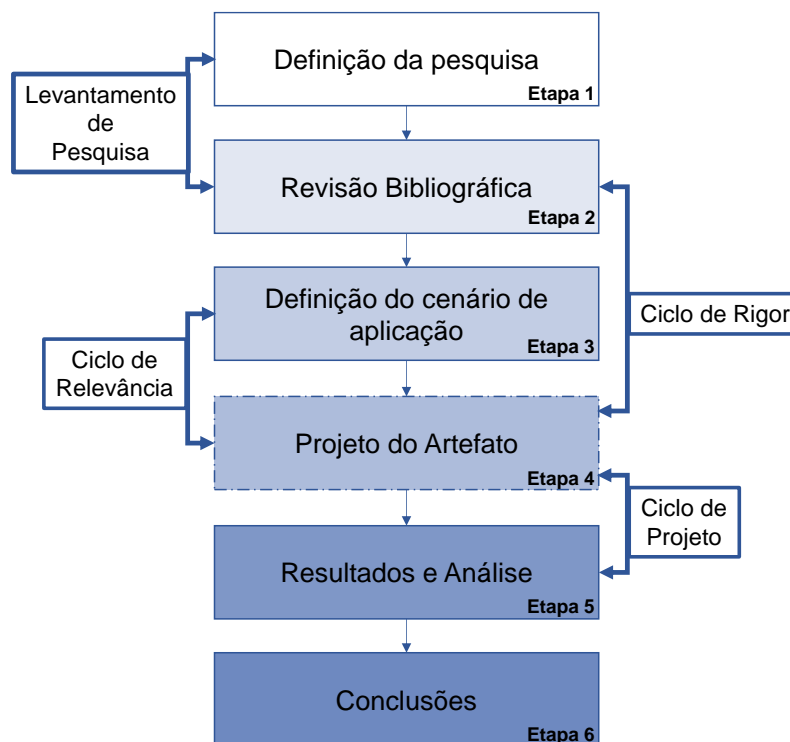 Definição da pesquisa
Etapa 1
Levantamento
de
Pesquisa
Revisão Bibliográfica
Etapa 2
Definição do cenário de
aplicação
Etapa 3
Ciclo de Rigor
Ciclo de
Relevância
Projeto do Artefato
Etapa 4
Ciclo de
Projeto
Resultados e Análise
Etapa 5
Conclusões
Etapa 6